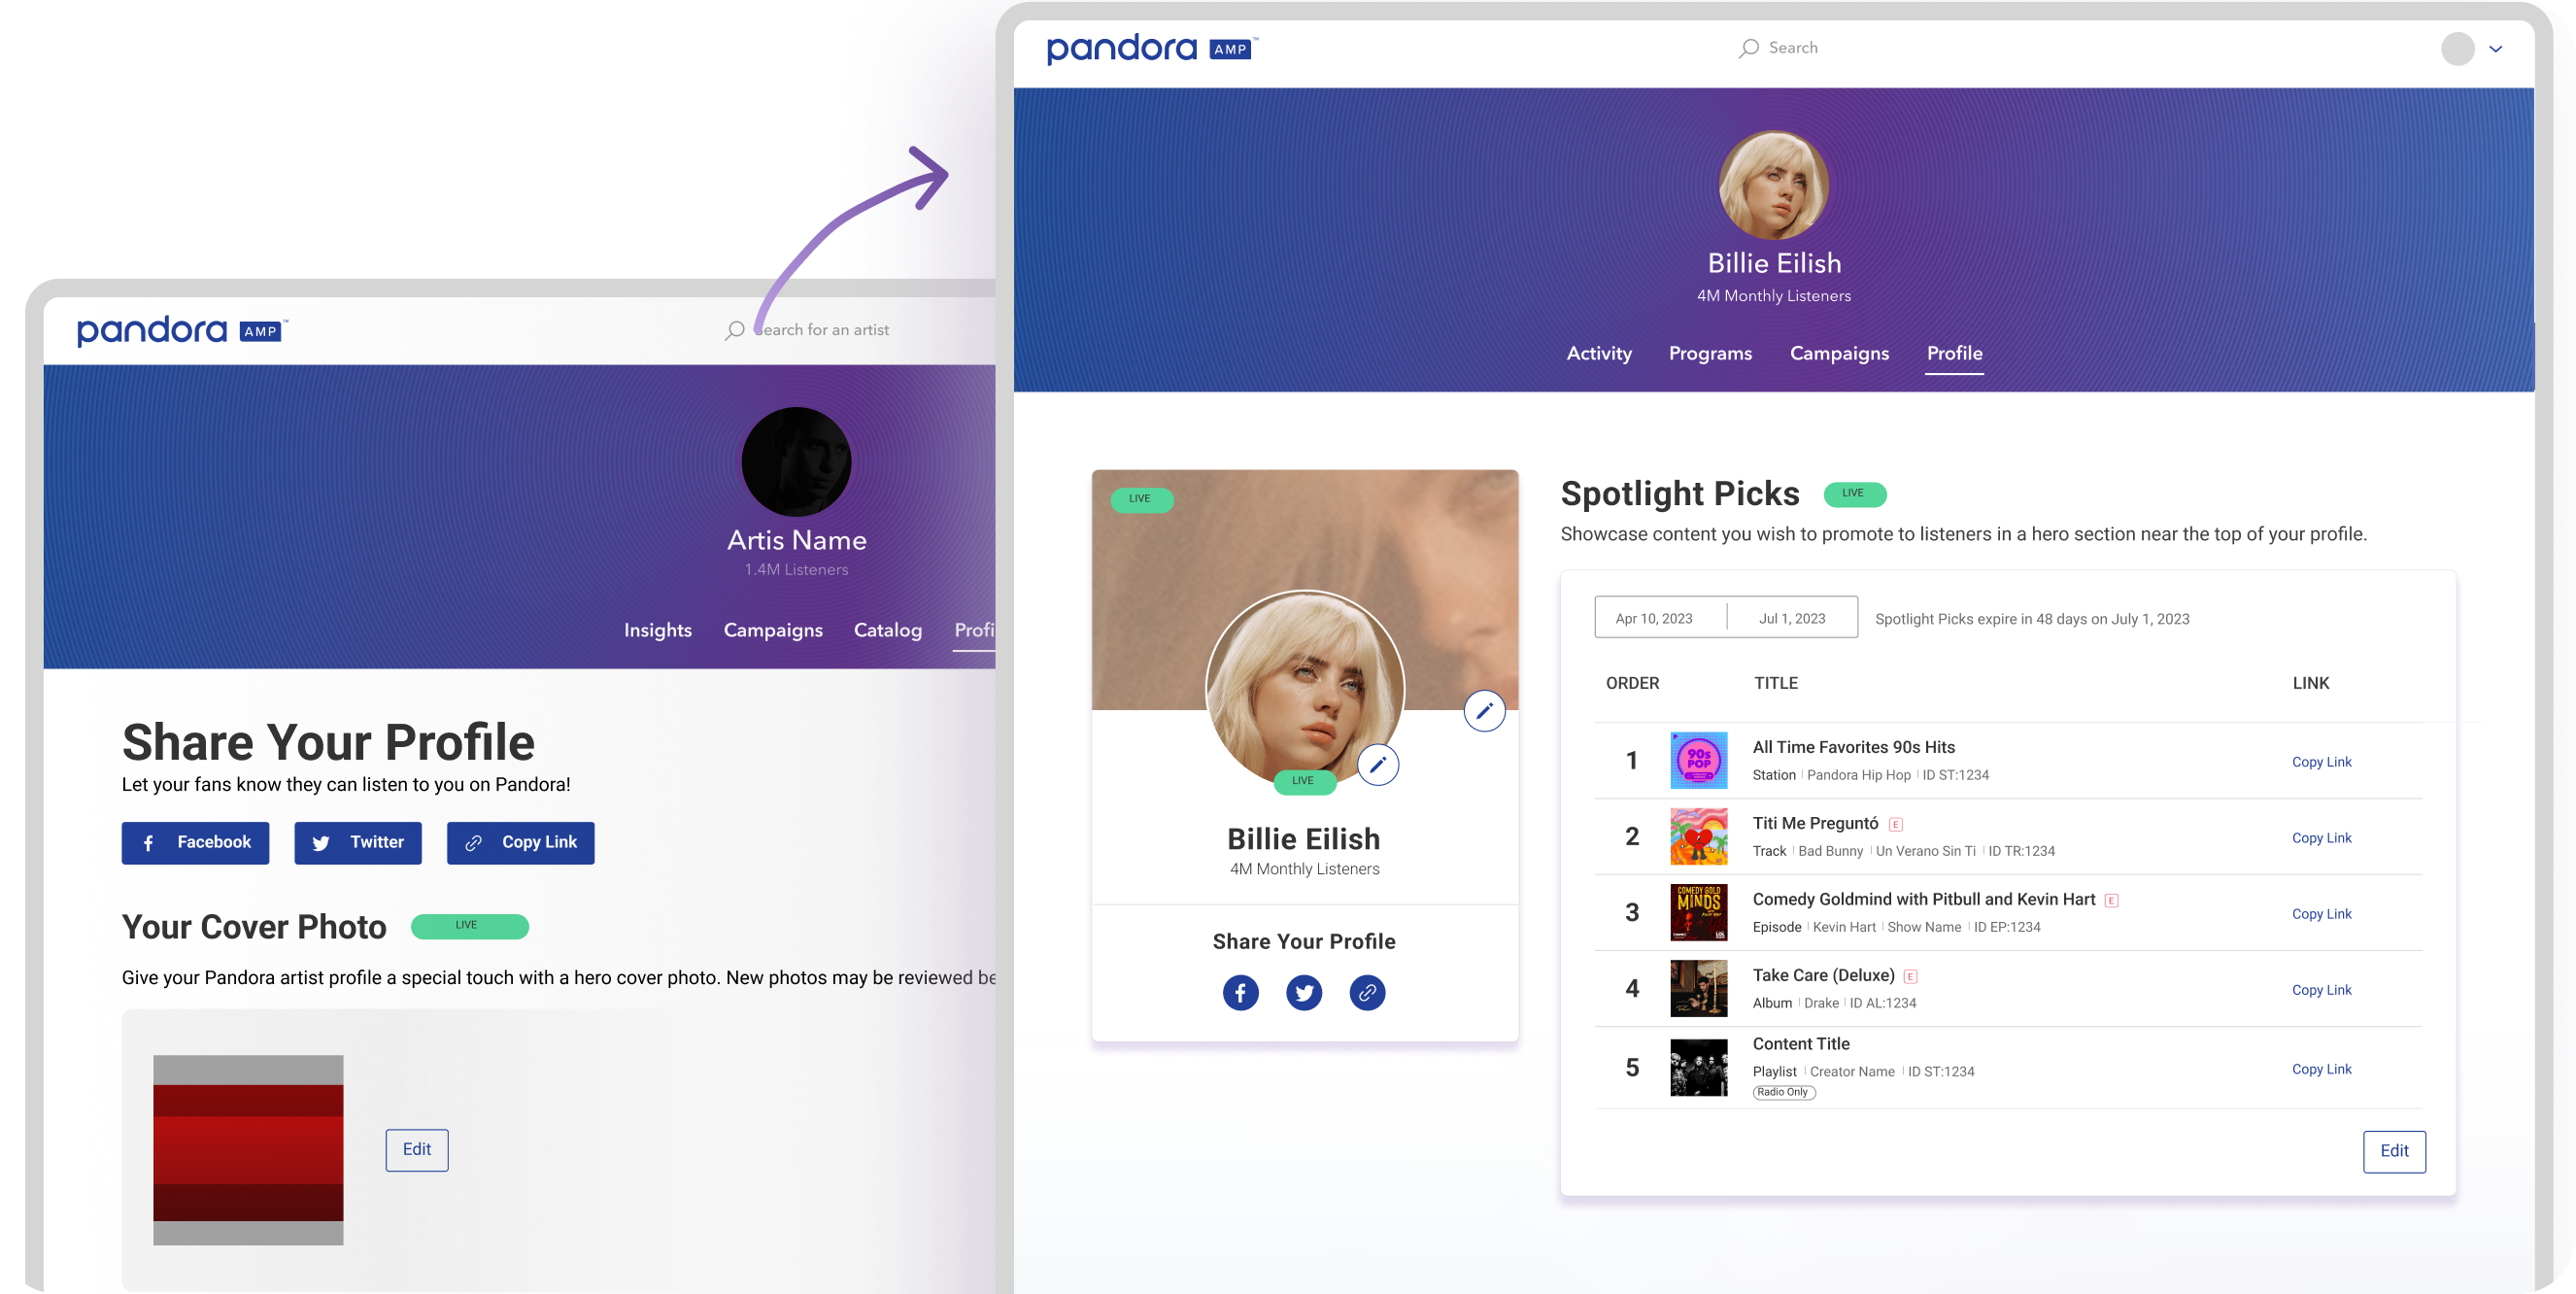 pandora AMP™
Search for an artist
Artis Name
1.4M Listeners
Insights Campaigns Catalog Profi
Share Your Profile
Let your fans know they can listen to you on Pandora!
Facebook Twitter Copy Link
Your Cover Photo LIVE
Give your Pandora artist profile a special touch with a hero cover photo. New photos may be reviewed be
Edit
pandora AMP™
Search
Billie Eilish
4M Monthly Listeners
Activity Programs Campaigns Profile
LIVE
LIVE
Billie Eilish
4M Monthly Listeners
Share Your Profile
Spotlight Picks LIVE
Showcase content you wish to promote to listeners in a hero section near the top of your profile.
Apr 10, 2023 Jul 1, 2023 Spotlight Picks expire in 48 days on July 1, 2023
ORDER TITLE LINK
1 90s POP All Time Favorites 90s Hits Copy Link
Station | Pandora Hip Hop | ID ST:1234
2 Titi Me Preguntó E Copy Link
Track | Bad Bunny | Un Verano Sin Ti | ID TR:1234
3 COMEDY GOLD MINDS Comedy Goldmind with Pitbull and Kevin Hart E Copy Link
Episode | Kevin Hart | Show Name | ID EP:1234
4 Take Care (Deluxe) E Copy Link
Album | Drake | ID AL:1234
5 Content Title Copy Link
Playlist | Creator Name | ID ST:1234
Radio Only
Edit